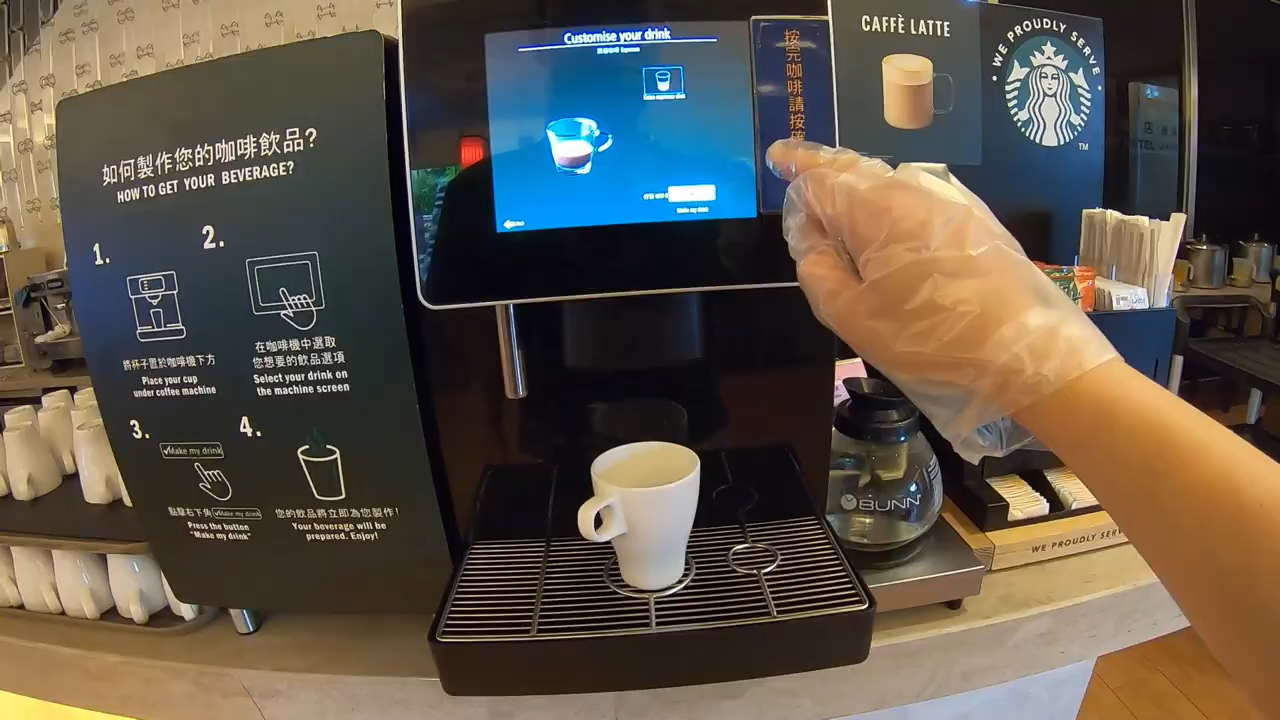 如何製作您的咖啡飲品?
HOW TO GET YOUR BEVERAGE?
1.
將杯子置於咖啡機下方
Place your cup
under coffee machine
2.
在咖啡機中選取
您想要的飲品選項
Select your drink on
the machine screen
3.
✓Make my drink
點擊右下角 ✓Make my drink
Press the button
"Make my drink"
4.
您的飲品將立即為您製作!
Your beverage will be
prepared. Enjoy!
Customise your drink
Make my drink
按完咖啡請按確
CAFFÈ LATTE
• WE PROUDLY SERVE •
TM
BUNN
WE PROUDLY SERV